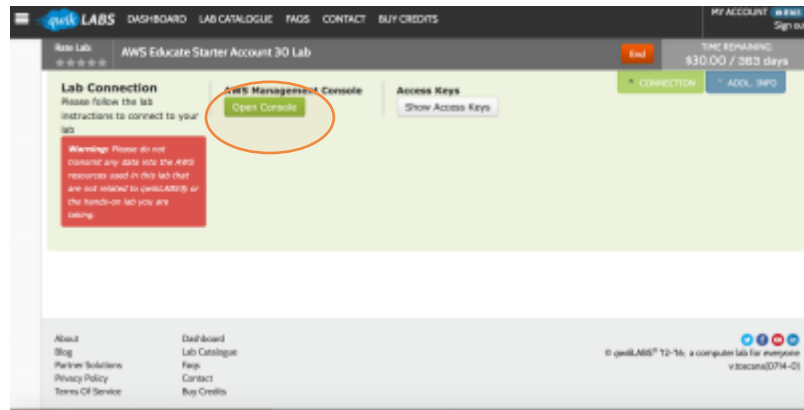 qwikLABS DASHBOARD LAB CATALOGUE FAQS CONTACT BUY CREDITS
MY ACCOUNT
Sign out
Rate Lab:
AWS Educate Starter Account 30 Lab
End
TIME REMAINING:
$30.00 / 363 days
Lab Connection
Please follow the lab
instructions to connect to your
lab
Warning: Please do not
transmit any data into the AWS
resources used in this lab that
are not related to qwikLABS® or
the hands-on lab you are
taking.
AWS Management Console
Open Console
Access Keys
Show Access Keys
CONNECTION
ADDL. INFO
About
Blog
Partner Solutions
Privacy Policy
Terms Of Service
Dashboard
Lab Catalogue
Faqs
Contact
Buy Credits
© qwikLABS® '12-'16, a computer lab for everyone
v.toscana(0714-0)